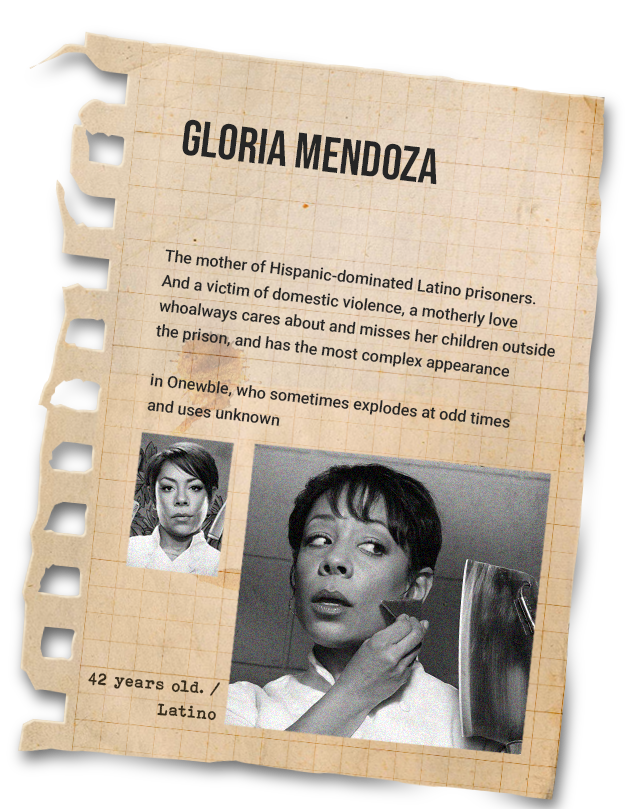 GLORIA MENDOZA
The mother of Hispanic-dominated Latino prisoners.
And a victim of domestic violence, a motherly love
whoalways cares about and misses her children outside
the prison, and has the most complex appearance
in Onewble, who sometimes explodes at odd times
and uses unknown
42 years old. /
Latino